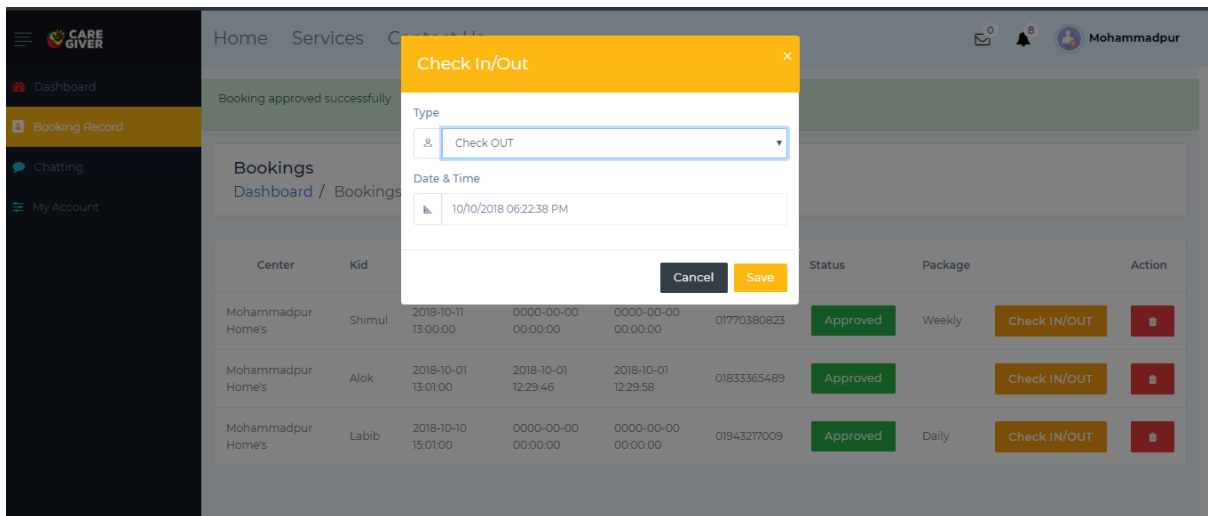 CARE
GIVER
Home Services
0
8
Mohammadpur
Dashboard
Booking Record
Chatting
My Account
Booking approved successfully
Check In/Out
×
Type
Check OUT
Date & Time
10/10/2018 06:22:38 PM
Cancel Save
Bookings
Dashboard / Bookings
Center Kid Status Package Action
Mohammadpur Home's Shimul 2018-10-11 13:00:00 0000-00-00 00:00:00 0000-00-00 00:00:00 01770380823 Approved Weekly Check IN/OUT
Mohammadpur Home's Alok 2018-10-01 13:01:00 2018-10-01 12:29:46 2018-10-01 12:29:58 01833365489 Approved Check IN/OUT
Mohammadpur Home's Labib 2018-10-10 15:01:00 0000-00-00 00:00:00 0000-00-00 00:00:00 01943217009 Approved Daily Check IN/OUT